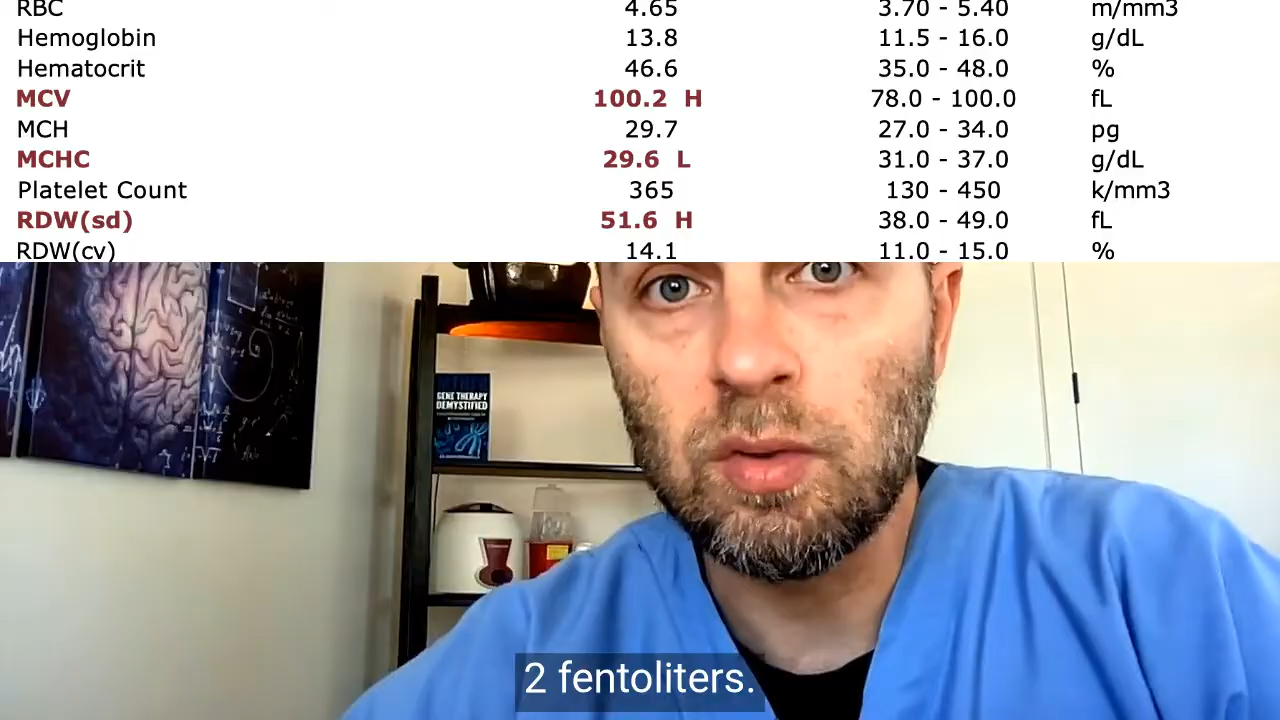 RBC 4.65 3.70 - 5.40 m/mm3
Hemoglobin 13.8 11.5 - 16.0 g/dL
Hematocrit 46.6 35.0 - 48.0 %
MCV 100.2 H 78.0 - 100.0 fL
MCH 29.7 27.0 - 34.0 pg
MCHC 29.6 L 31.0 - 37.0 g/dL
Platelet Count 365 130 - 450 k/mm3
RDW(sd) 51.6 H 38.0 - 49.0 fL
RDW(cv) 14.1 11.0 - 15.0 %
GENE THERAPY
DEMYSTIFIED
2 fentoliters.